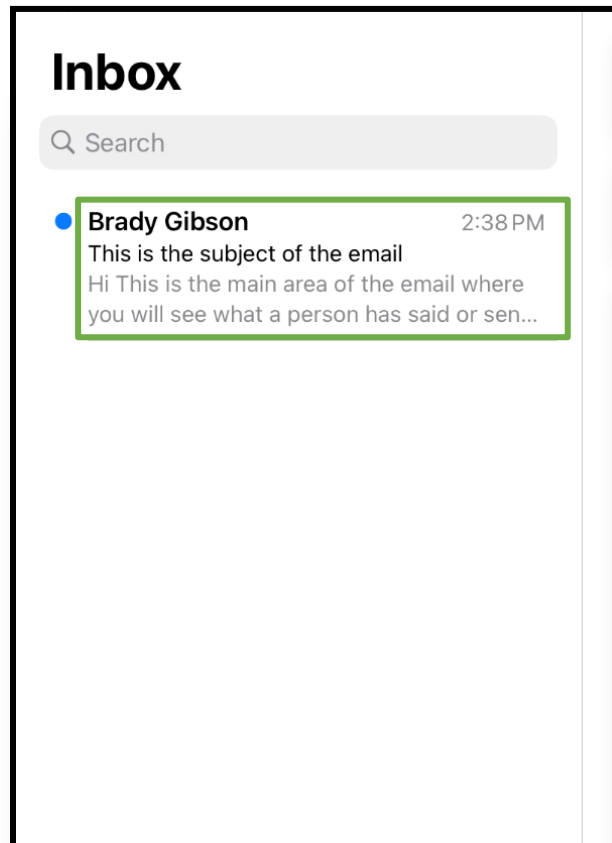 Inbox
Search
Brady Gibson 2:38 PM
This is the subject of the email
Hi This is the main area of the email where
you will see what a person has said or sen...